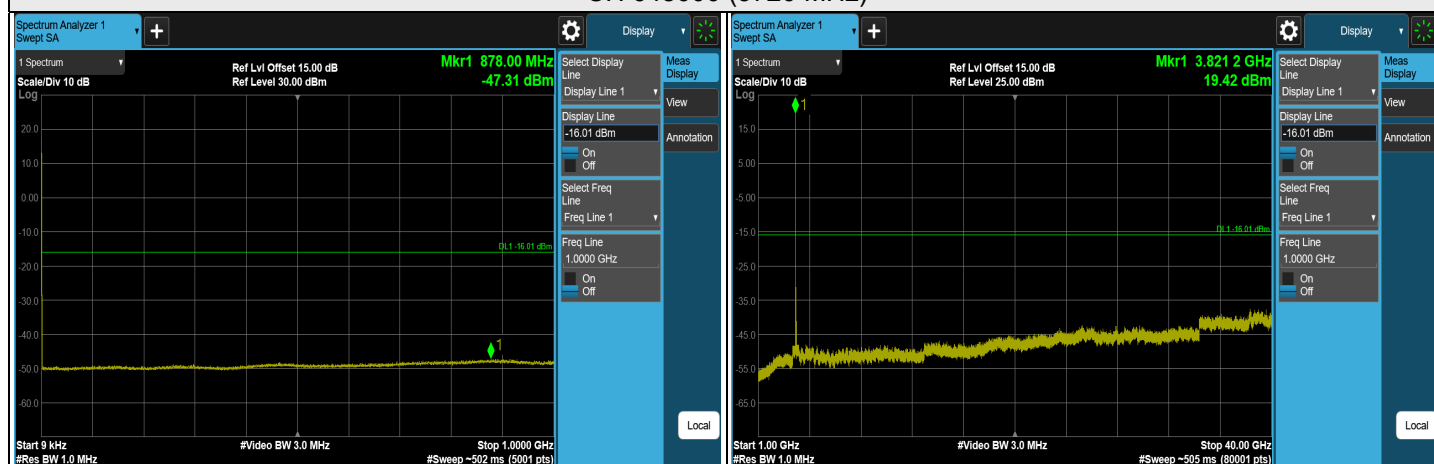 Spectrum Analyzer 1
Swept SA
+
Display
1 Spectrum
Scale/Div 10 dB
Log
Ref Lvl Offset 15.00 dB
Ref Level 30.00 dBm
Mkr1 878.00 MHz
-47.31 dBm
20.0
10.0
0.00
-10.0
-20.0
-30.0
-40.0
-50.0
-60.0
DL1 -16.01 dBm
1
Start 9 kHz
#Res BW 1.0 MHz
#Video BW 3.0 MHz
Stop 1.0000 GHz
#Sweep ~502 ms (5001 pts)
Select Display
Line
Display Line 1
Display Line
-16.01 dBm
On
Off
Select Freq
Line
Freq Line 1
Freq Line
1.0000 GHz
On
Off
Meas
Display
View
Annotation
Local
Spectrum Analyzer 1
Swept SA
+
Display
1 Spectrum
Scale/Div 10 dB
Log
Ref Lvl Offset 15.00 dB
Ref Level 25.00 dBm
Mkr1 3.821 2 GHz
19.42 dBm
1
15.0
5.00
-5.00
-15.0
-25.0
-35.0
-45.0
-55.0
-65.0
DL1 -16.01 dBm
Start 1.00 GHz
#Res BW 1.0 MHz
#Video BW 3.0 MHz
Stop 40.00 GHz
#Sweep ~505 ms (80001 pts)
Select Display
Line
Display Line 1
Display Line
-16.01 dBm
On
Off
Select Freq
Line
Freq Line 1
Freq Line
1.0000 GHz
On
Off
Meas
Display
View
Annotation
Local